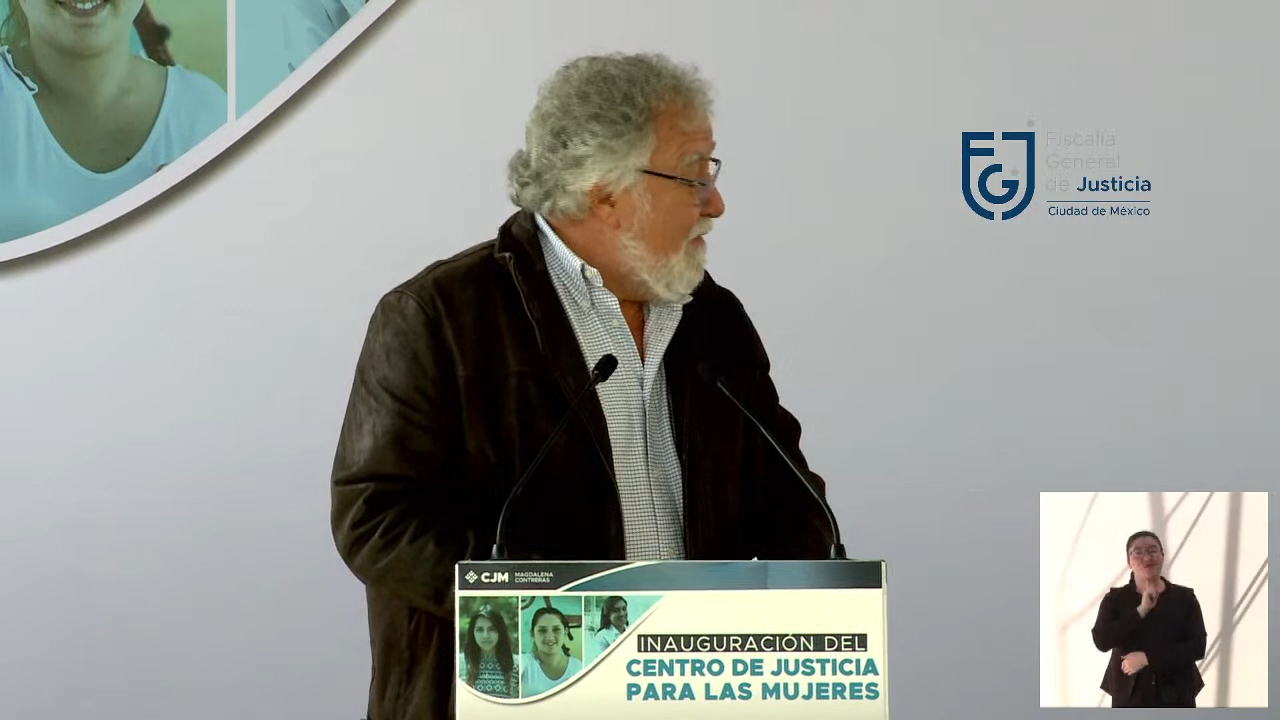 Fiscalía
General
de Justicia
Ciudad de México
CJM
MAGDALENA
CONTRERAS
INAUGURACIÓN DEL
CENTRO DE JUSTICIA
PARA LAS MUJERES